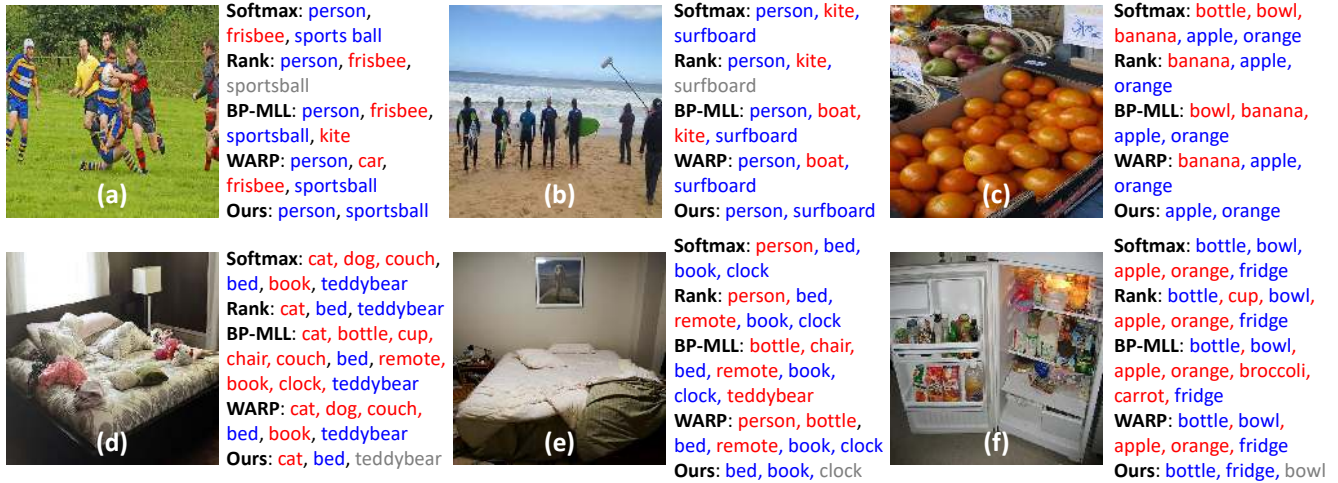 Softmax: person,
frisbee, sports ball
Rank: person, frisbee,
sportsball
BP-MLL: person, frisbee,
sportsball, kite
WARP: person, car,
frisbee, sportsball
Ours: person, sportsball
(a)
Softmax: person, kite,
surfboard
Rank: person, kite,
surfboard
BP-MLL: person, boat,
kite, surfboard
WARP: person, boat,
surfboard
Ours: person, surfboard
(b)
Softmax: bottle, bowl,
banana, apple, orange
Rank: banana, apple,
orange
BP-MLL: bowl, banana,
apple, orange
WARP: banana, apple,
orange
Ours: apple, orange
(c)
Softmax: cat, dog, couch,
bed, book, teddybear
Rank: cat, bed, teddybear
BP-MLL: cat, bottle, cup,
chair, couch, bed, remote,
book, clock, teddybear
WARP: cat, dog, couch,
bed, book, teddybear
Ours: cat, bed, teddybear
(d)
Softmax: person, bed,
book, clock
Rank: person, bed,
remote, book, clock
BP-MLL: bottle, chair,
bed, remote, book,
clock, teddybear
WARP: person, bottle,
bed, remote, book, clock
Ours: bed, book, clock
(e)
Softmax: bottle, bowl,
apple, orange, fridge
Rank: bottle, cup, bowl,
apple, orange, fridge
BP-MLL: bottle, bowl,
apple, orange, broccoli,
carrot, fridge
WARP: bottle, bowl,
apple, orange, fridge
Ours: bottle, fridge, bowl
(f)